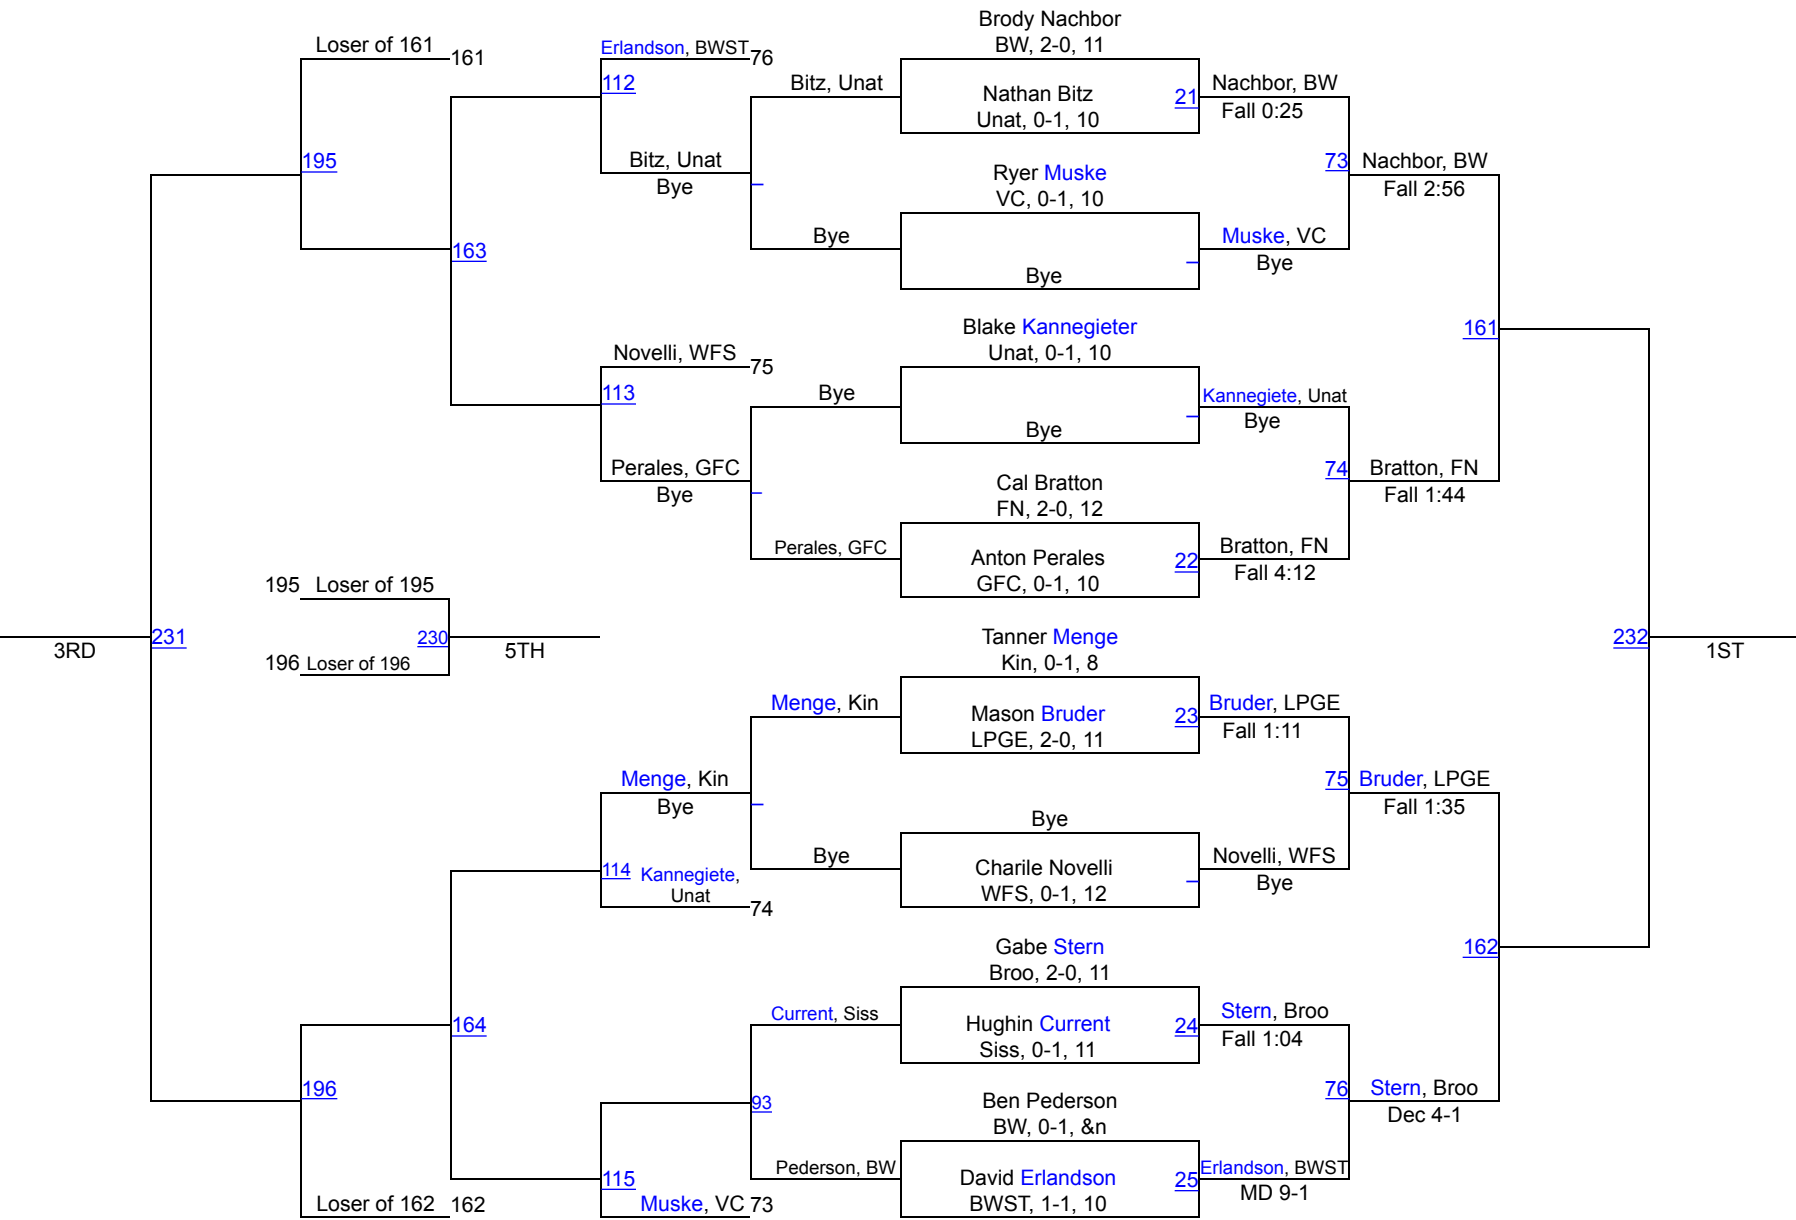 Loser of 161
161
195
163
Erlandson, BWST
76
112
Bitz, Unat
Bye
Bitz, Unat
Bye
Brody Nachbor
BW, 2-0, 11
Nathan Bitz
Unat, 0-1, 10
21
Nachbor, BW
Fall 0:25
Ryer Muske
VC, 0-1, 10
Bye
Muske, VC
Bye
73
Nachbor, BW
Fall 2:56
161
Novelli, WFS
75
113
Perales, GFC
Bye
Bye
Perales, GFC
Blake Kannegieter
Unat, 0-1, 10
Bye
Kannegiete, Unat
Bye
Cal Bratton
FN, 2-0, 12
Anton Perales
GFC, 0-1, 10
22
Bratton, FN
Fall 4:12
74
Bratton, FN
Fall 1:44
195 Loser of 195
196 Loser of 196
230
5TH
231
3RD
232
1ST
Menge, Kin
Bye
Menge, Kin
Bye
114
Kannegiete,
Unat
74
Tanner Menge
Kin, 0-1, 8
Mason Bruder
LPGE, 2-0, 11
23
Bruder, LPGE
Fall 1:11
Bye
Charile Novelli
WFS, 0-1, 12
Novelli, WFS
Bye
75
Bruder, LPGE
Fall 1:35
162
164
196
Loser of 162
162
Current, Siss
93
Pederson, BW
115
Muske, VC
73
Gabe Stern
Broo, 2-0, 11
Hughin Current
Siss, 0-1, 11
24
Stern, Broo
Fall 1:04
Ben Pederson
BW, 0-1, &n
David Erlandson
BWST, 1-1, 10
25
Erlandson, BWST
MD 9-1
76
Stern, Broo
Dec 4-1